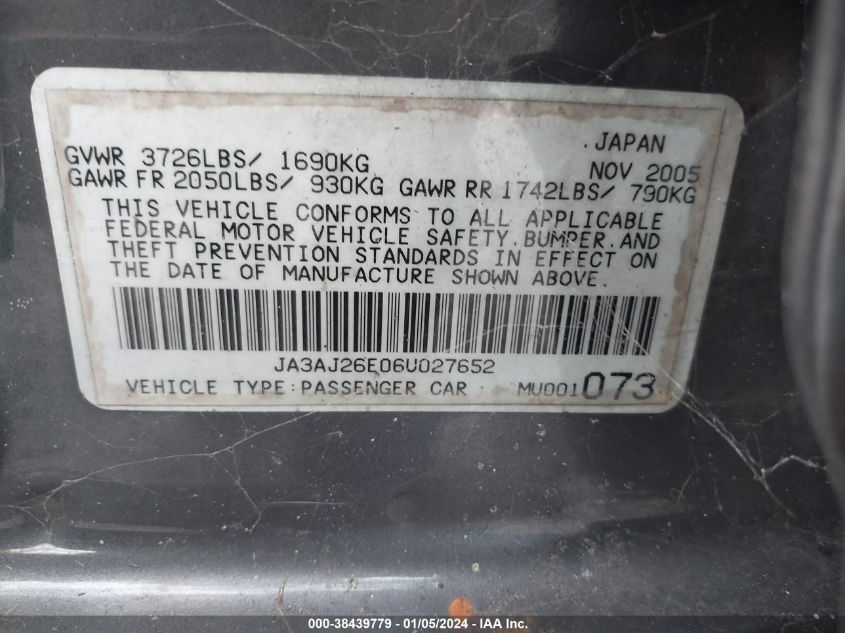 JAPAN
GVWR 3726LBS/ 1690KG NOV 2005
GAWR FR 2050LBS/ 930KG GAWR RR 1742LBS/ 790KG
THIS VEHICLE CONFORMS TO ALL APPLICABLE
FEDERAL MOTOR VEHICLE SAFETY.BUMPER.AND
THEFT PREVENTION STANDARDS IN EFFECT ON
THE DATE OF MANUFACTURE SHOWN ABOVE.
JA3AJ26E06U027652
VEHICLE TYPE:PASSENGER CAR MU001 073
000-38439779 - 01/05/2024 - IAA Inc.